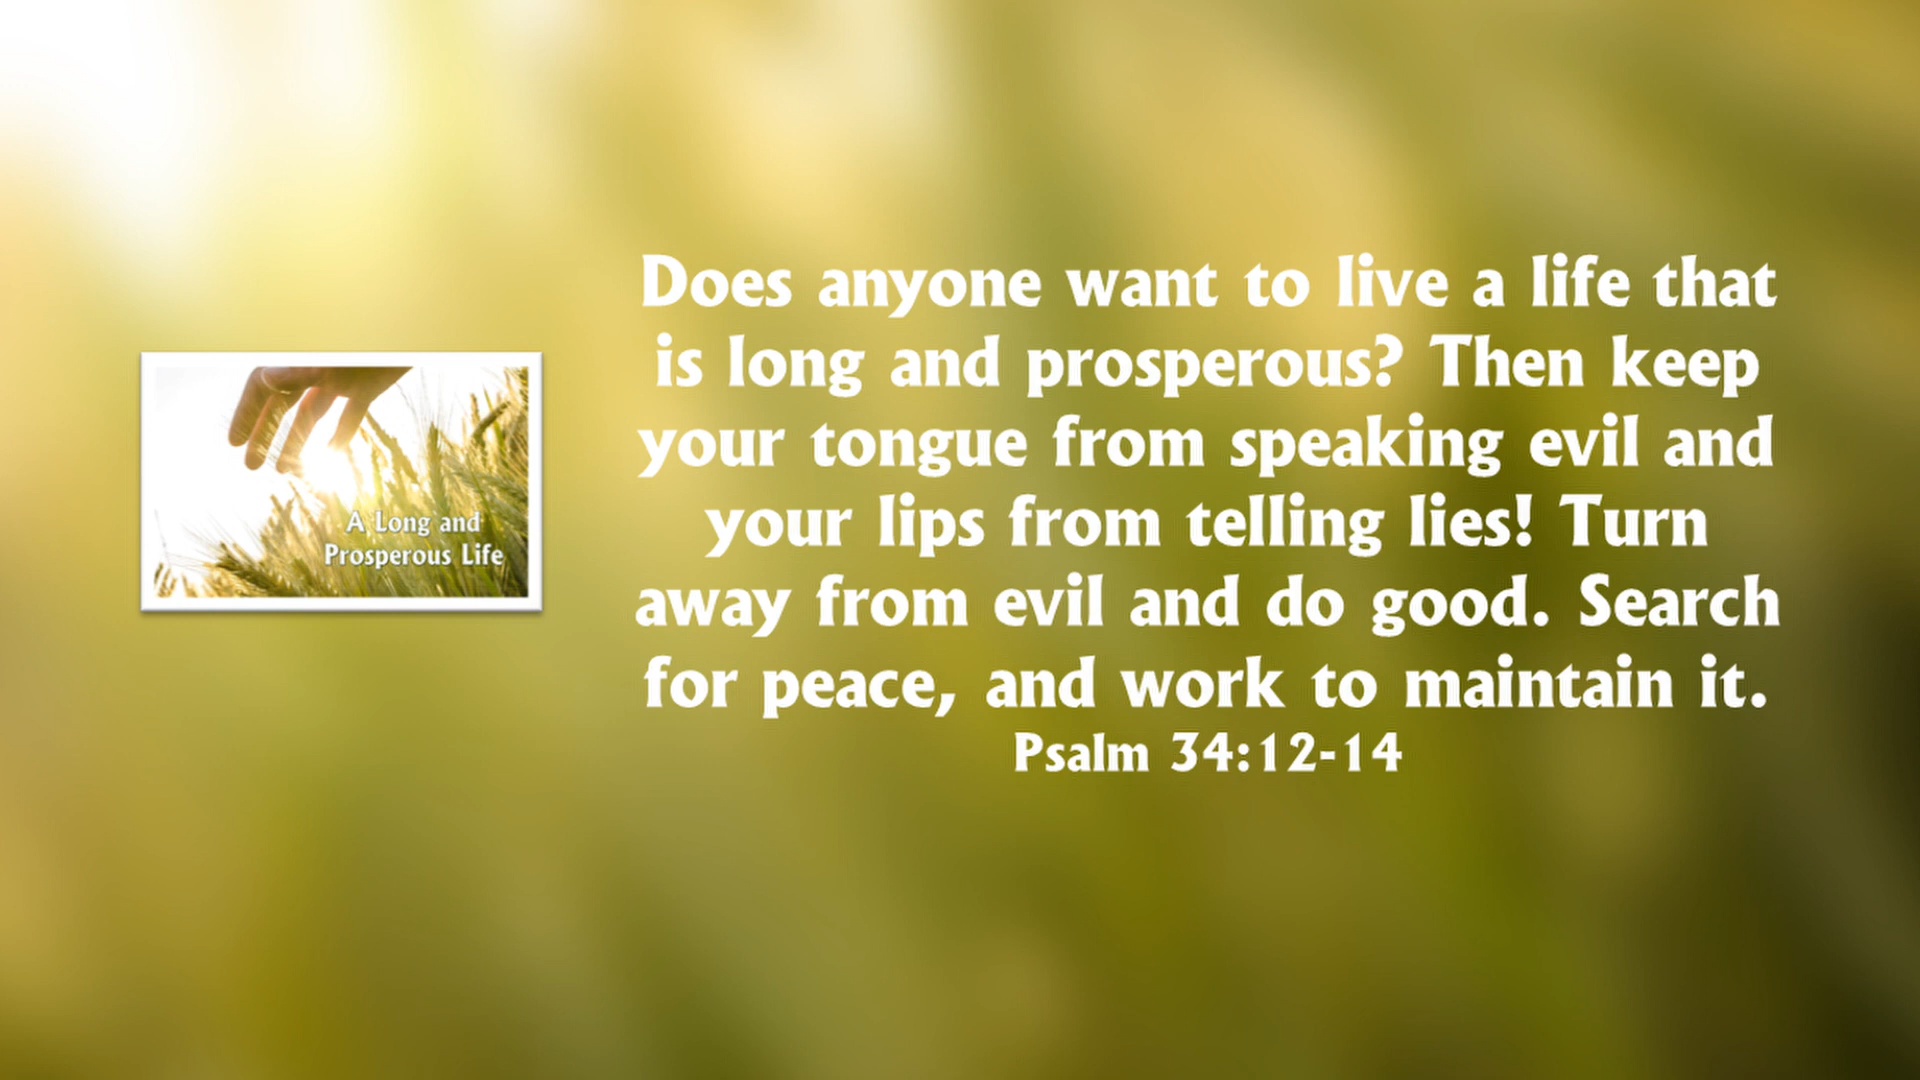 A Long and
Prosperous Life
Does anyone want to live a life that
is long and prosperous? Then keep
your tongue from speaking evil and
your lips from telling lies! Turn
away from evil and do good. Search
for peace, and work to maintain it.
Psalm 34:12-14